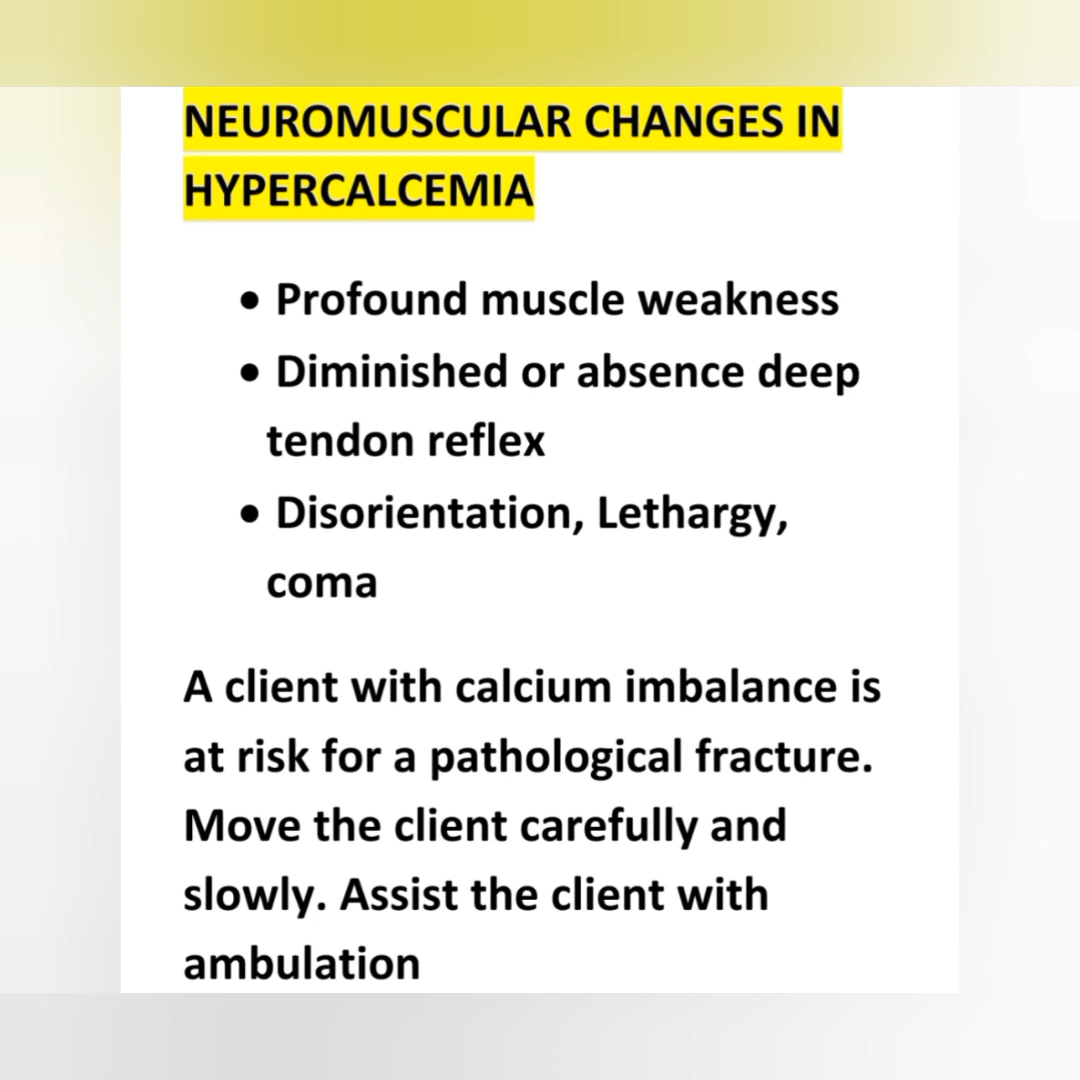 NEUROMUSCULAR CHANGES IN
HYPERCALCEMIA
• Profound muscle weakness
• Diminished or absence deep
tendon reflex
• Disorientation, Lethargy,
coma
A client with calcium imbalance is
at risk for a pathological fracture.
Move the client carefully and
slowly. Assist the client with
ambulation